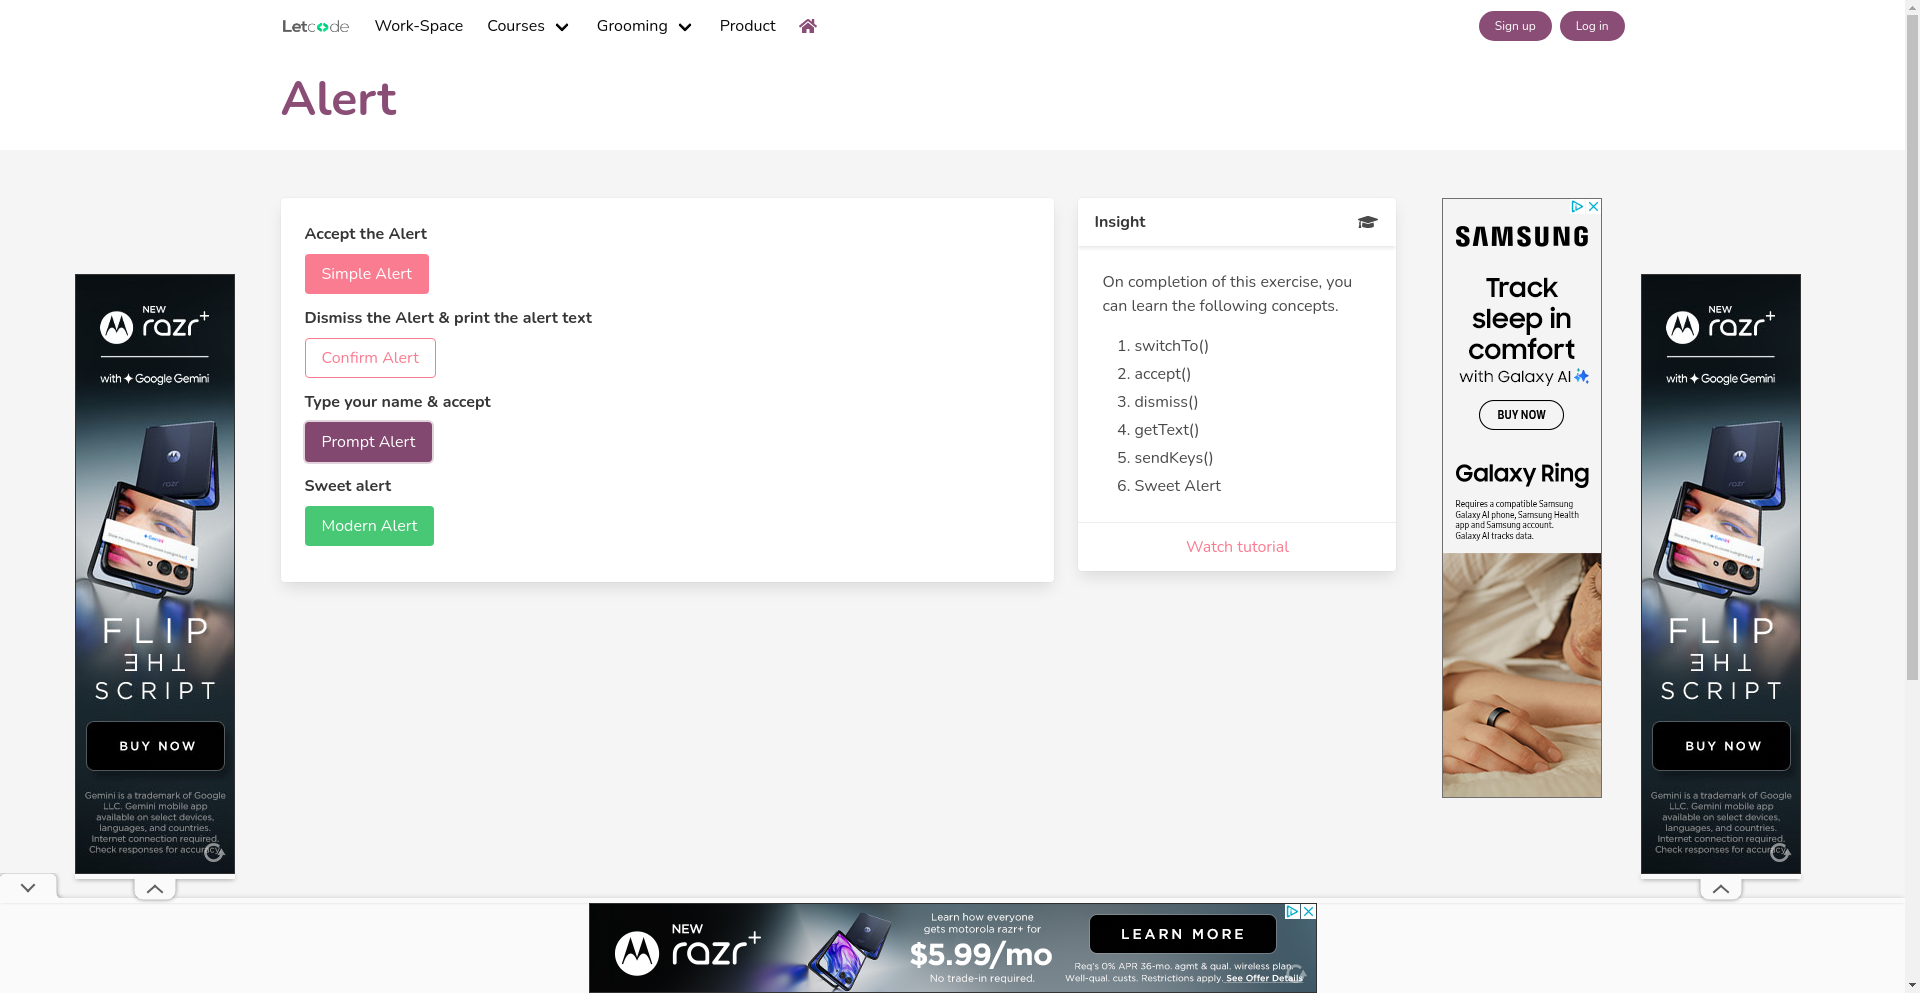 Letcode
Work-Space
Courses
Grooming
Product
Sign up
Log in
Alert
Accept the Alert
Simple Alert
Dismiss the Alert & print the alert text
Confirm Alert
Type your name & accept
Prompt Alert
Sweet alert
Modern Alert
Insight
On completion of this exercise, you
can learn the following concepts.
1. switchTo()
2. accept()
3. dismiss()
4. getText()
5. sendKeys()
6. Sweet Alert
Watch tutorial
SAMSUNG
Track
sleep in
comfort
with Galaxy AI
BUY NOW
Galaxy Ring
Requires a compatible Samsung
Galaxy AI phone, Samsung Health
app and Samsung account.
Galaxy AI tracks data.
NEW
razr+
with Google Gemini
razr
Gemini
FLIP
THE
SCRIPT
BUY NOW
Gemini is a trademark of Google
LLC. Gemini mobile app
available on select devices,
languages, and countries.
Internet connection required.
Check responses for accuracy.
NEW
razr+
with Google Gemini
razr
Gemini
FLIP
THE
SCRIPT
BUY NOW
Gemini is a trademark of Google
LLC. Gemini mobile app
available on select devices,
languages, and countries.
Internet connection required.
Check responses for accuracy.
NEW
razr+
Learn how everyone
gets motorola razr+ for
$5.99/mo
No trade-in required.
LEARN MORE
Req's 0% APR 36-mo. agmt & qual. wireless plan.
Well-qual. custs. Restrictions apply. See Offer Details